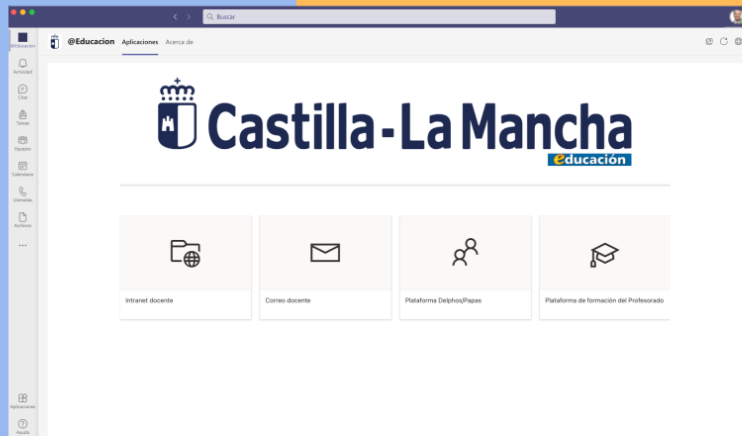 Buscar
@Educacion Aplicaciones Acerca de
@Educacion
Actividad
Chat
Tareas
Equipos
Calendario
Llamadas
Archivos
Castilla-La Mancha
educación
Intranet docente
Correo docente
Plataforma Delphos/Papas
Plataforma de formación del Profesorado
Aplicaciones
Ayuda